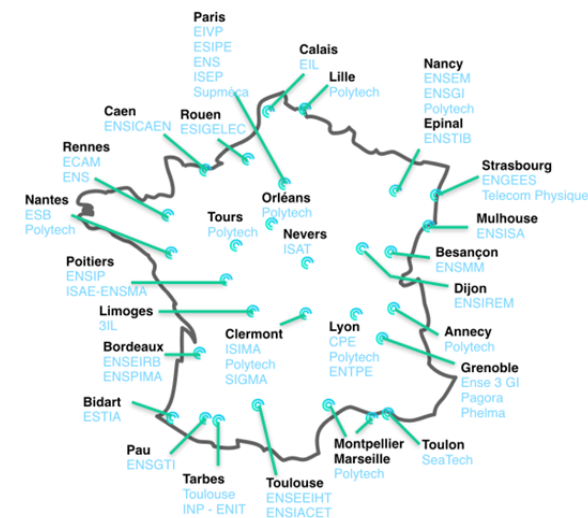 Paris
EIVP
ESIPE
ENS
ISEP
Supméca
Calais
EIL
Lille
Polytech
Nancy
ENSEM
ENSGI
Polytech
Epinal
ENSTIB
Caen
ENSICAEN
Rouen
ESIGELEC
Rennes
ECAM
ENS
Strasbourg
ENGEES
Telecom Physique
Nantes
ESB
Polytech
Tours
Polytech
Orléans
Polytech
Nevers
ISAT
Mulhouse
ENSISA
Besançon
ENSMM
Poitiers
ENSIP
ISAE-ENSMA
Dijon
ENSIREM
Limoges
3IL
Clermont
ISIMA
Polytech
SIGMA
Lyon
CPE
Polytech
ENTPE
Annecy
Polytech
Bordeaux
ENSEIRB
ENSPIMA
Grenoble
Ense 3 GI
Pagora
Phelma
Bidart
ESTIA
Pau
ENSGTI
Tarbes
Toulouse
INP - ENIT
Toulouse
ENSEEIHT
ENSIACET
Montpellier
Marseille
Polytech
Toulon
SeaTech